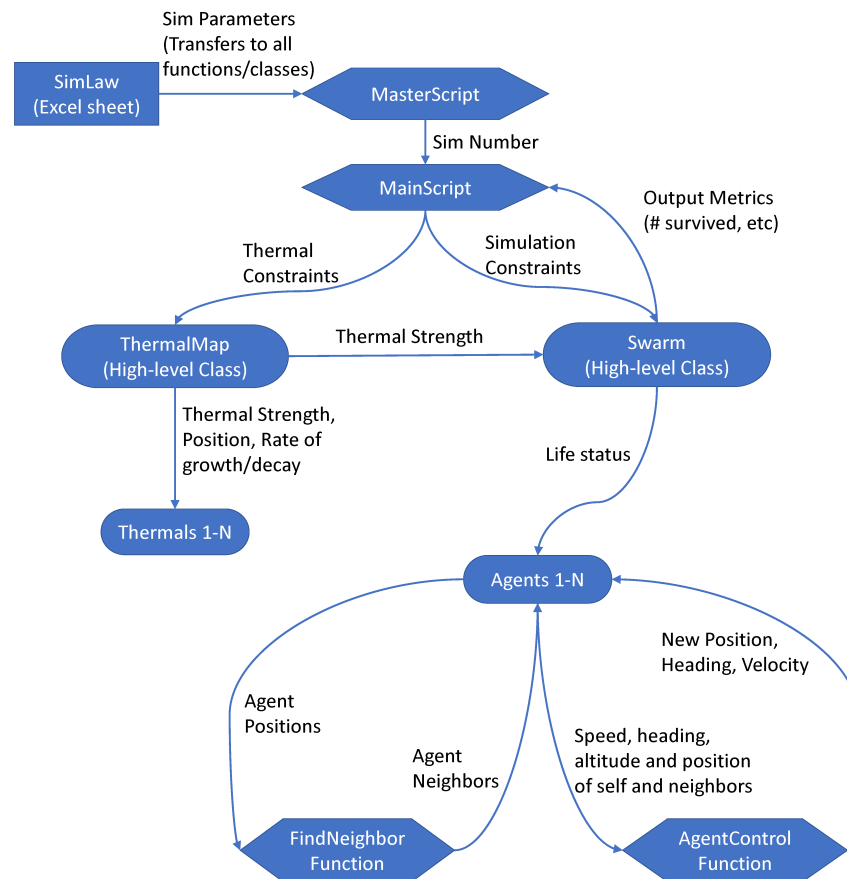 Sim Parameters
(Transfers to all
functions/classes)
SimLaw
(Excel sheet)
MasterScript
Sim Number
MainScript
Output Metrics
(# survived, etc)
Thermal
Constraints
Simulation
Constraints
ThermalMap
(High-level Class)
Thermal Strength
Swarm
(High-level Class)
Thermal Strength,
Position, Rate of
growth/decay
Life status
Thermals 1-N
Agents 1-N
New Position,
Heading, Velocity
Agent
Positions
Agent
Neighbors
Speed, heading,
altitude and position
of self and neighbors
FindNeighbor
Function
AgentControl
Function